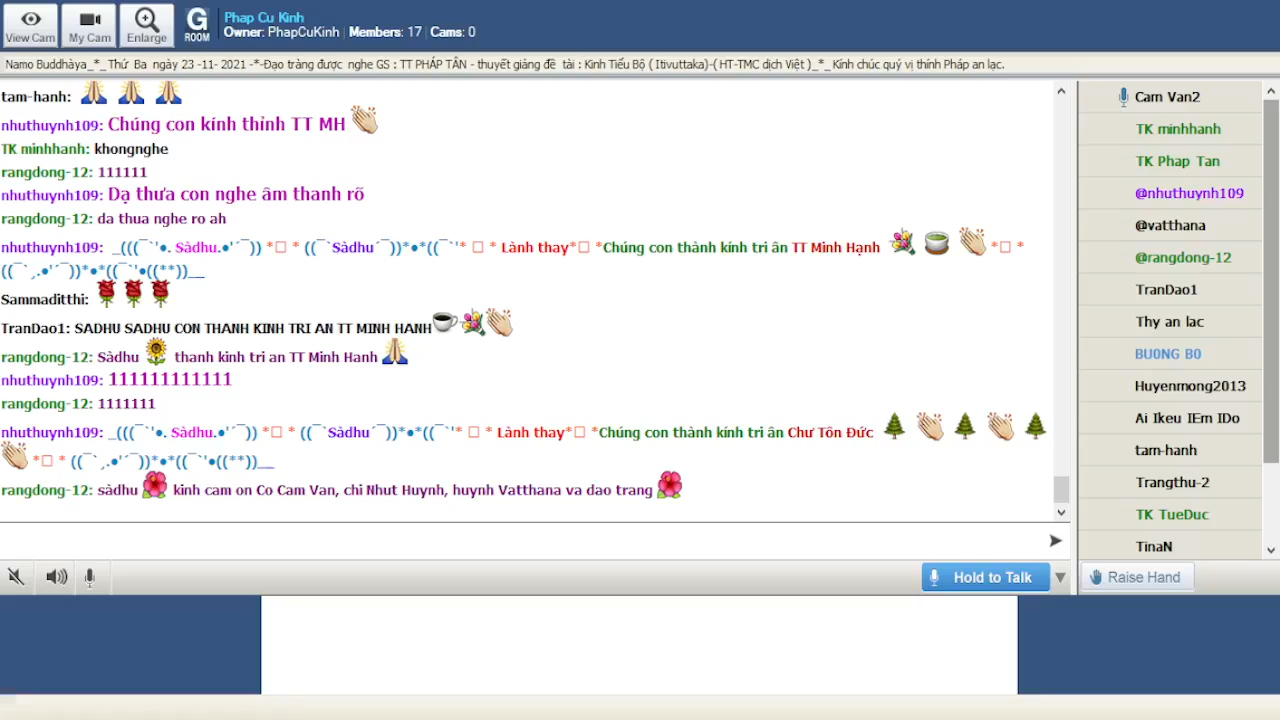 View Cam
My Cam
Enlarge
G
ROOM
Phap Cu Kinh
Owner: PhapCuKinh | Members: 17 | Cams: 0
Namo Buddhàya_*_Thứ Ba ngày 23 -11- 2021 -*-Đạo tràng được nghe GS : TT PHÁP TÂN - thuyết giảng đề tài : Kinh Tiểu Bộ ( Itivuttaka)-( HT-TMC dịch Việt )_*_ Kính chúc quý vị thính Pháp an lạc.
tam-hanh: 🙏 🙏 🙏
nhuthuynh109: Chúng con kính thỉnh TT MH 👏
TK minhhanh: khongnghe
rangdong-12: 111111
nhuthuynh109: Dạ thưa con nghe âm thanh rõ
rangdong-12: da thua nghe ro ah
nhuthuynh109: _(((¯`'•. Sàdhu.•'´¯)) *▯ * ((¯`Sàdhu´¯))*•*((¯`'* ▯ * Lành thay*▯ *Chúng con thành kính tri ân TT Minh Hạnh 💐 🍵 👏 *▯ *
((¯`¸.•'´¯))*•*((¯`'•((**))__
Sammaditthi: 🌹 🌹 🌹
TranDao1: SADHU SADHU CON THANH KINH TRI AN TT MINH HANH☕💐👏
rangdong-12: Sàdhu 🌻 thanh kinh tri an TT Minh Hanh 🙏
nhuthuynh109: 111111111111
rangdong-12: 1111111
nhuthuynh109: _(((¯`'•. Sàdhu.•'´¯)) *▯ * ((¯`Sàdhu´¯))*•*((¯`'* ▯ * Lành thay*▯ *Chúng con thành kính tri ân Chư Tôn Đức 🌲 👏 🌲 👏 🌲
👏 *▯ * ((¯`¸.•'´¯))*•*((¯`'•((**))__
rangdong-12: sàdhu 🌺 kinh cam on Co Cam Van, chi Nhut Huynh, huynh Vatthana va dao trang 🌺
Hold to Talk
Cam Van2
TK minhhanh
TK Phap Tan
@nhuthuynh109
@vatthana
@rangdong-12
TranDao1
Thy an lac
BU0NG B0
Huyenmong2013
Ai Ikeu IEm IDo
tam-hanh
Trangthu-2
TK TueDuc
TinaN
Raise Hand